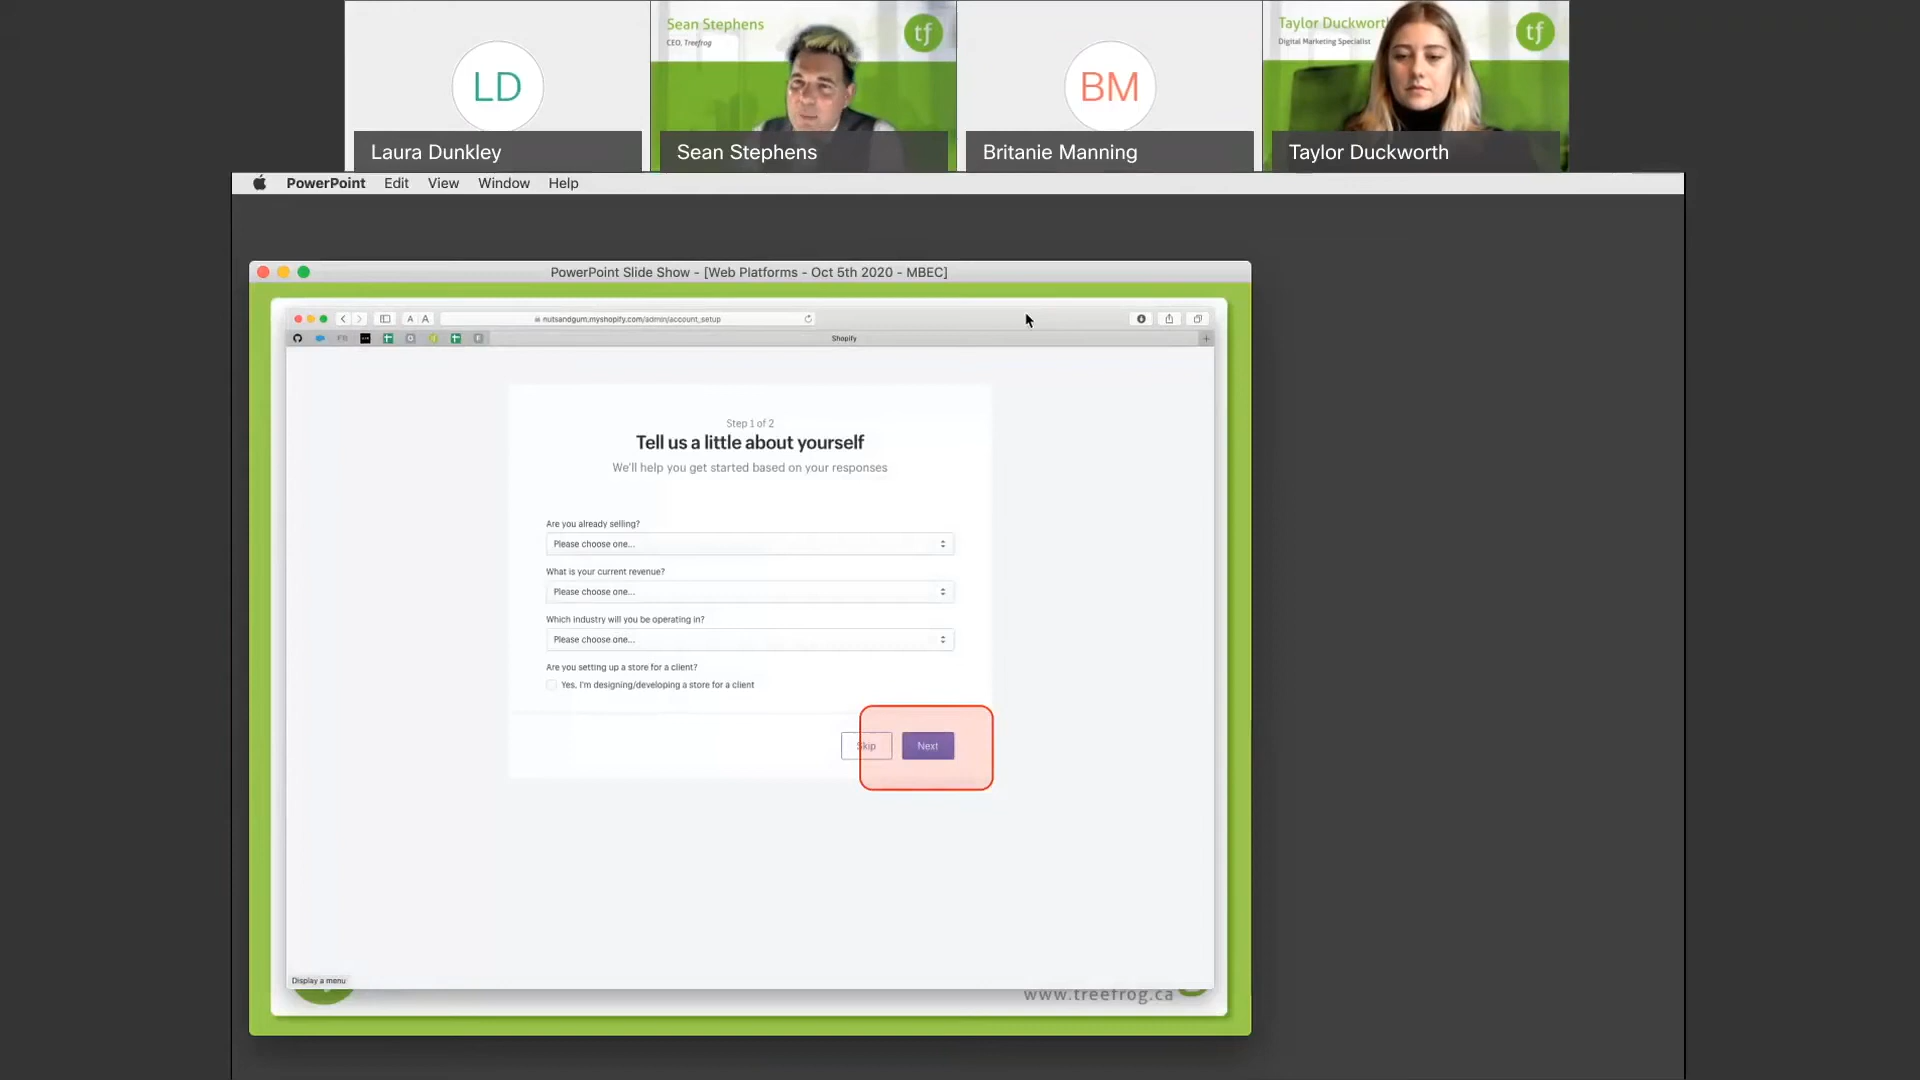 LD
Laura Dunkley
Sean Stephens
CEO, Treefrog
tf
Sean Stephens
BM
Britanie Manning
Taylor Duckworth
Digital Marketing Specialist
tf
Taylor Duckworth
PowerPoint Edit View Window Help
PowerPoint Slide Show - [Web Platforms - Oct 5th 2020 - MBEC]
A A
nutsandgum.myshopify.com/admin/account_setup
FB
Shopify
Step 1 of 2
Tell us a little about yourself
We'll help you get started based on your responses
Are you already selling?
Please choose one...
What is your current revenue?
Please choose one...
Which industry will you be operating in?
Please choose one...
Are you setting up a store for a client?
Yes, I'm designing/developing a store for a client
Skip Next
Display a menu
www.treefrog.ca